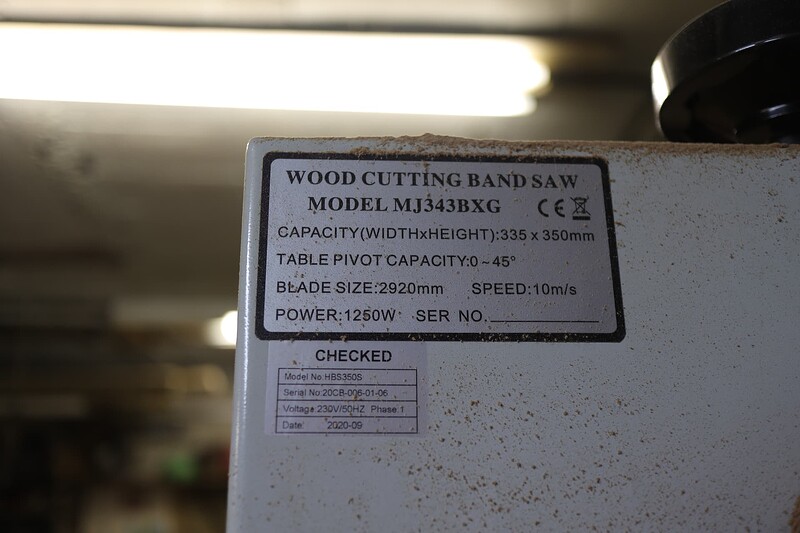 WOOD CUTTING BAND SAW
MODEL MJ343BXG CE
CAPACITY(WIDTHxHEIGHT):335 x 350mm
TABLE PIVOT CAPACITY:0~45°
BLADE SIZE:2920mm SPEED:10m/s
POWER:1250W SER NO.
CHECKED
Model No:HBS350S
Serial No:20CB-006-01-06
Voltage:230V/50HZ Phase:1
Date: 2020-09